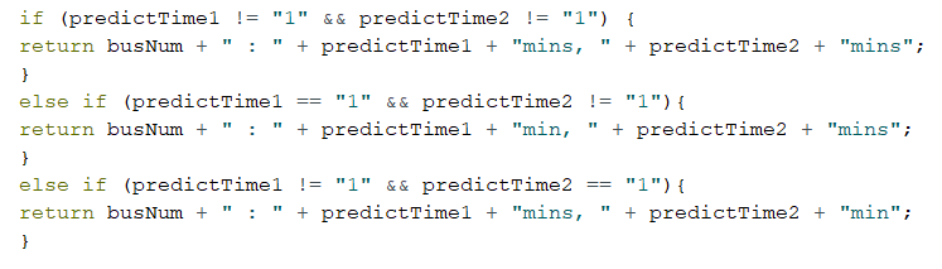 if (predictTime1 != "1" && predictTime2 != "1") {
return busNum + " : " + predictTime1 + "mins, " + predictTime2 + "mins";
}
else if (predictTime1 == "1" && predictTime2 != "1"){
return busNum + " : " + predictTime1 + "min, " + predictTime2 + "mins";
}
else if (predictTime1 != "1" && predictTime2 == "1"){
return busNum + " : " + predictTime1 + "mins, " + predictTime2 + "min";
}